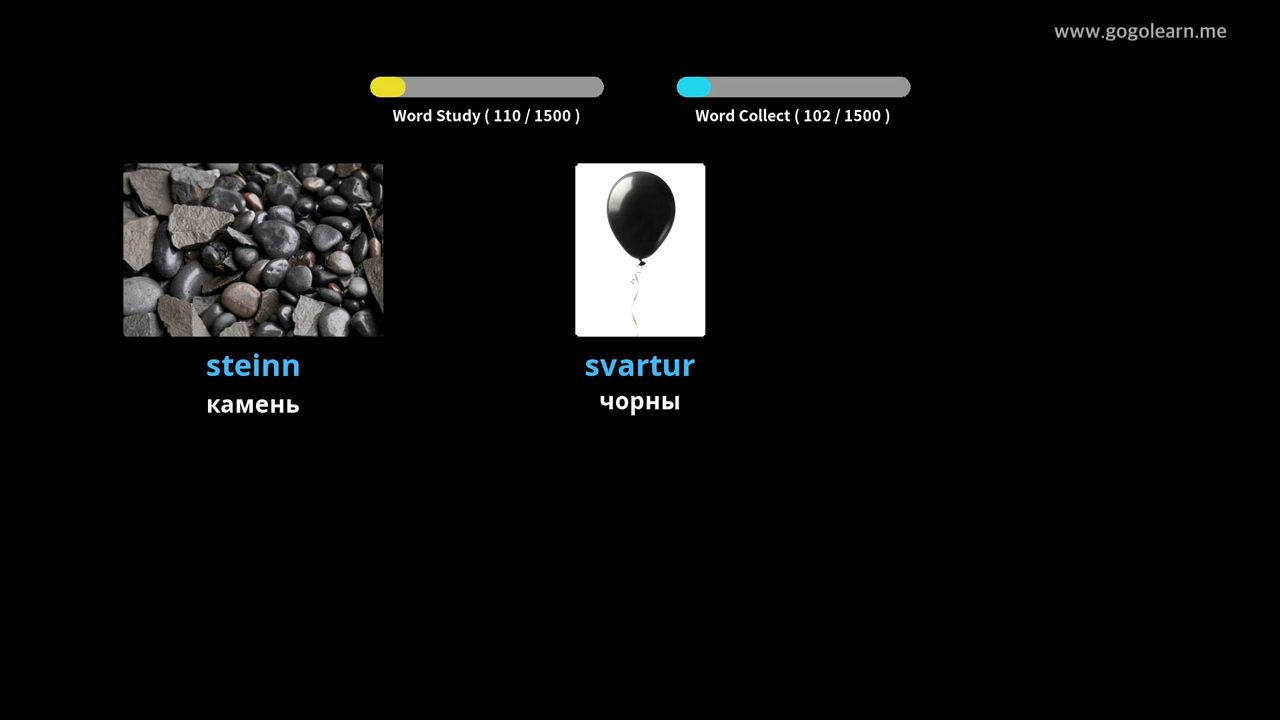 www.gogolearn.me
Word Study ( 110 / 1500 )
Word Collect ( 102 / 1500 )
steinn
камень
svartur
чорны